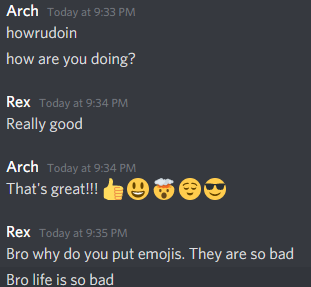 Arch Today at 9:33 PM
howrudoin
how are you doing?
Rex Today at 9:34 PM
Really good
Arch Today at 9:34 PM
That's great!!! 👍😃🤯😌😎
Rex Today at 9:35 PM
Bro why do you put emojis. They are so bad
Bro life is so bad